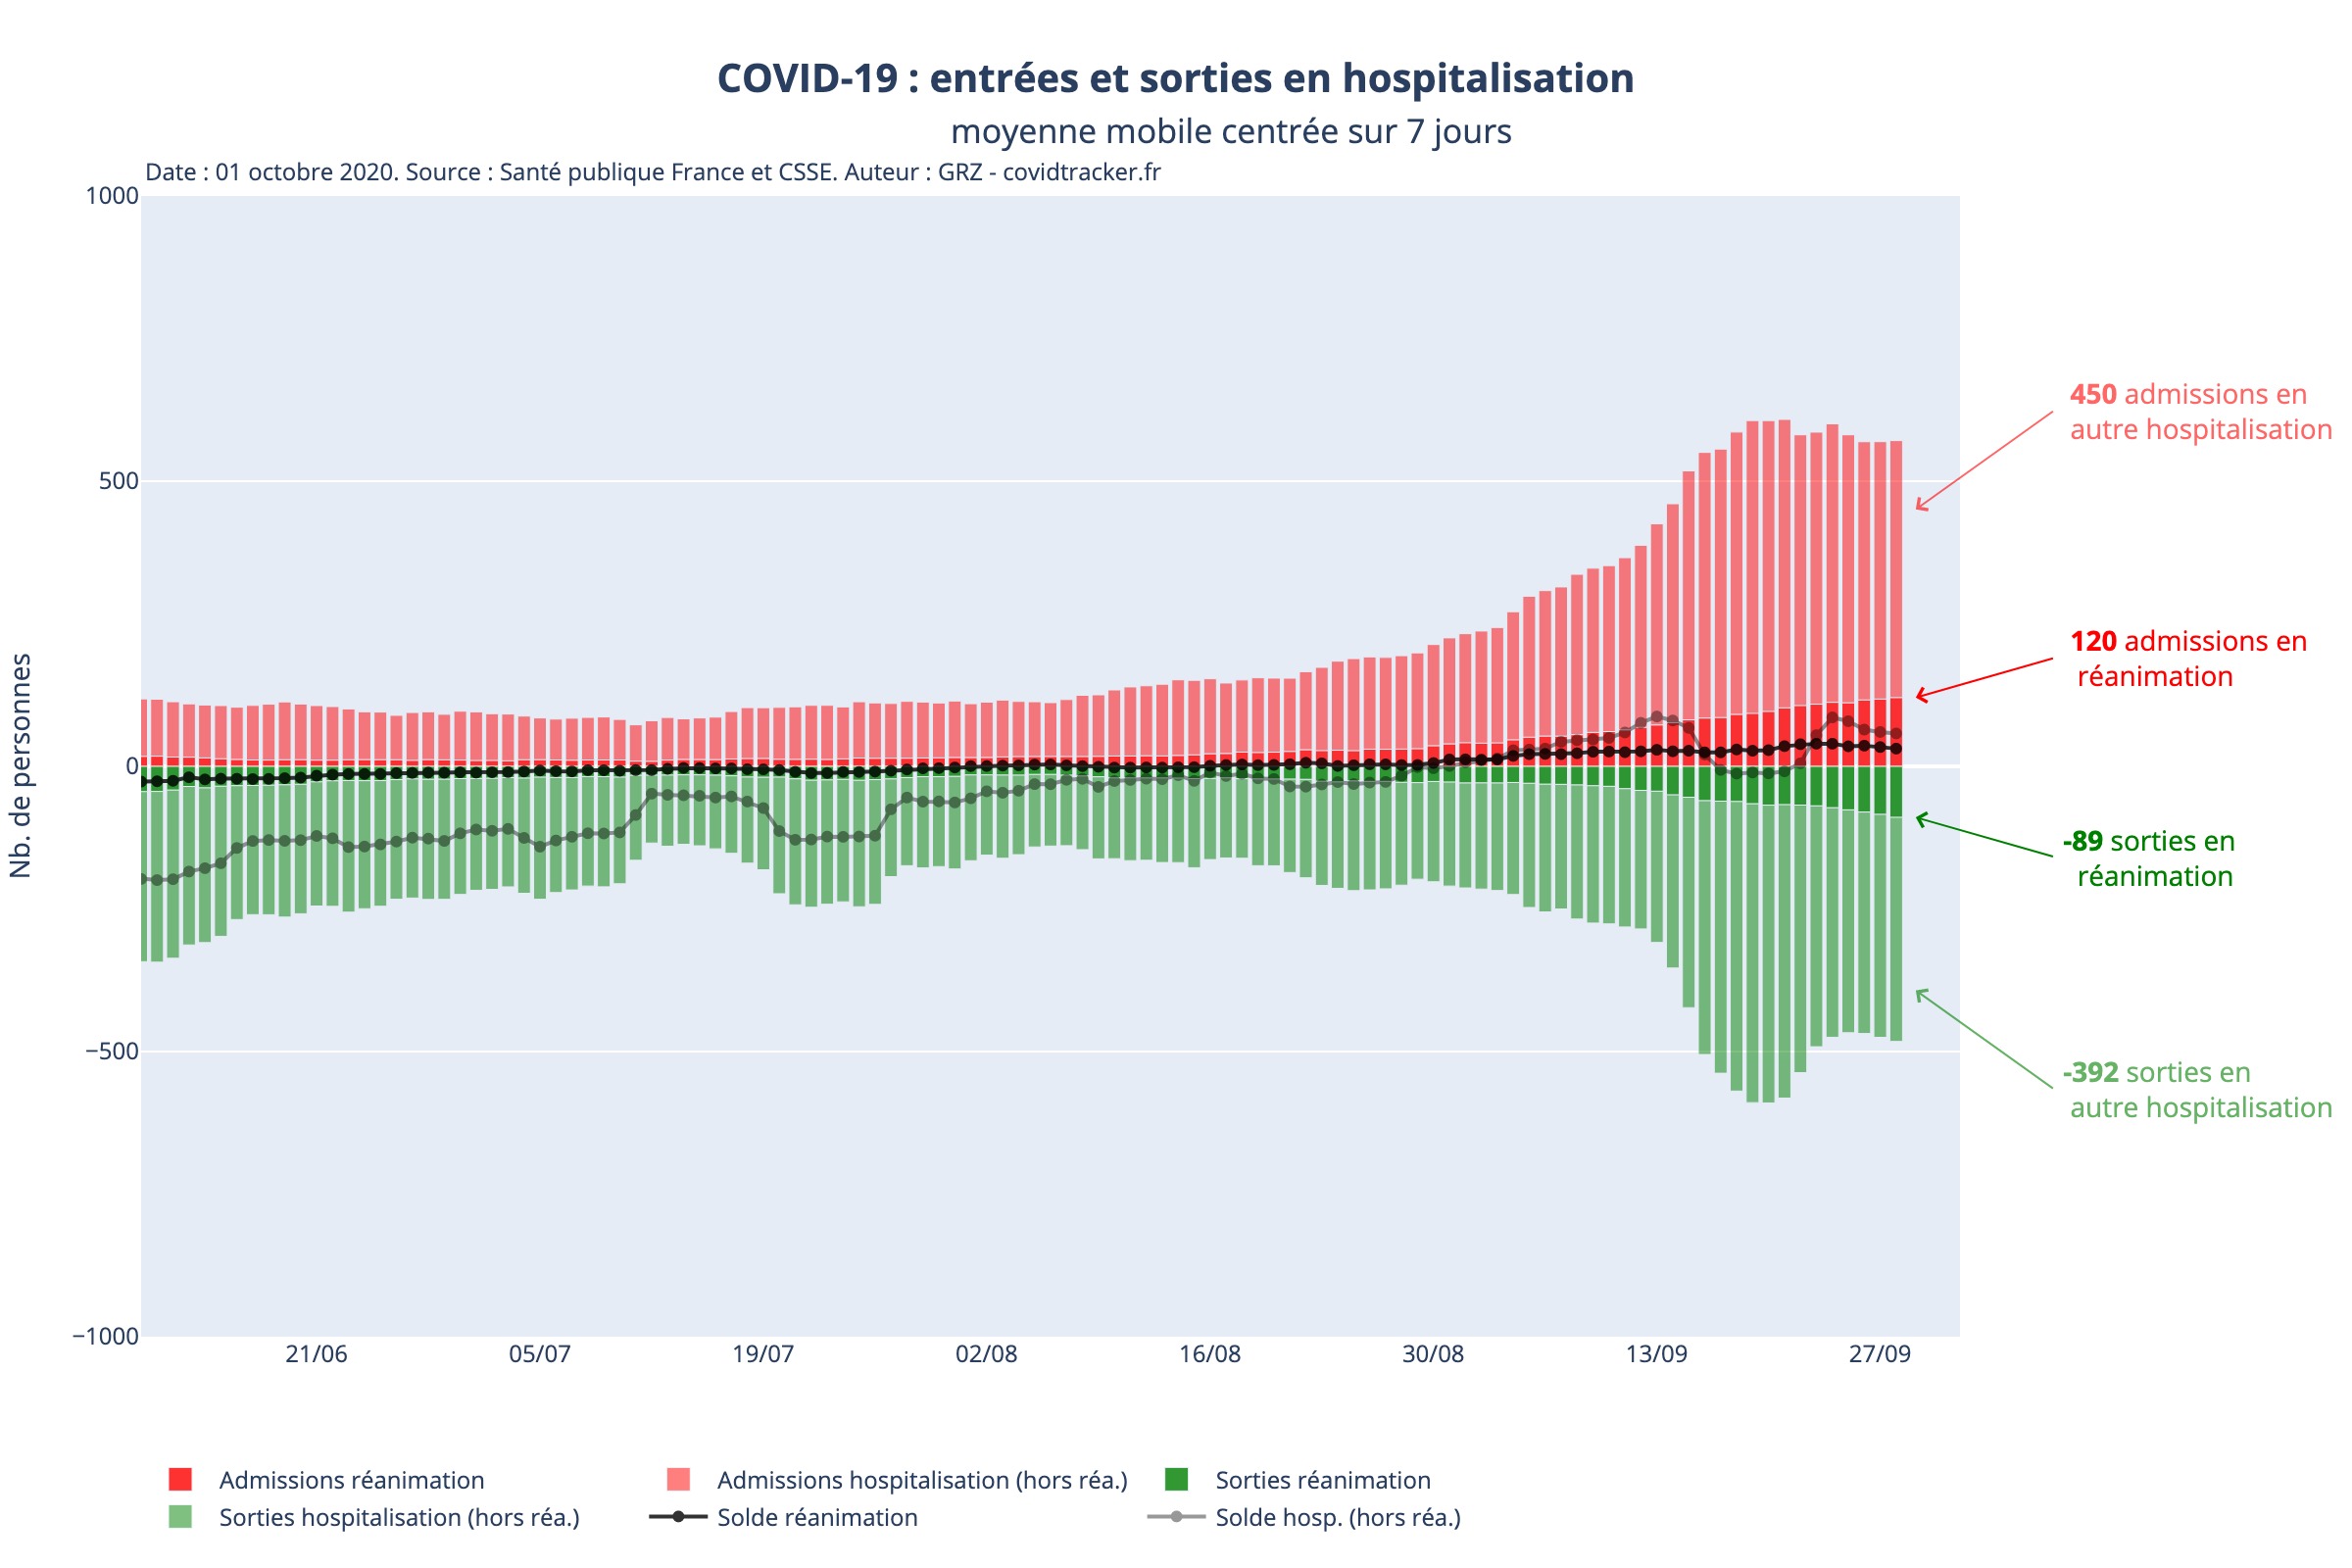 COVID-19 : entrées et sorties en hospitalisation
moyenne mobile centrée sur 7 jours
Date : 01 octobre 2020. Source : Santé publique France et CSSE. Auteur : GRZ - covidtracker.fr
1000
500
0
−500
−1000
Nb. de personnes
450 admissions en
autre hospitalisation
120 admissions en
réanimation
-89 sorties en
réanimation
-392 sorties en
autre hospitalisation
21/06
05/07
19/07
02/08
16/08
30/08
13/09
27/09
Admissions réanimation
Admissions hospitalisation (hors réa.)
Sorties réanimation
Sorties hospitalisation (hors réa.)
Solde réanimation
Solde hosp. (hors réa.)